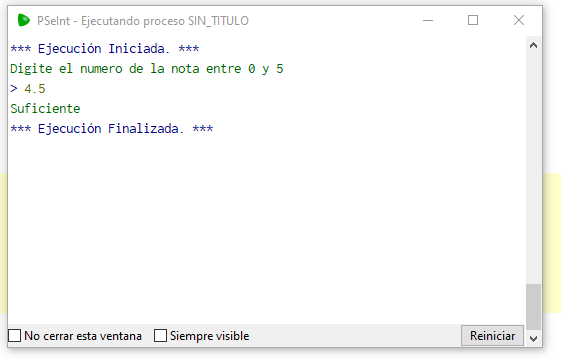 PSeInt - Ejecutando proceso SIN_TITULO
*** Ejecución Iniciada. ***
Digite el numero de la nota entre 0 y 5
> 4.5
Suficiente
*** Ejecución Finalizada. ***
No cerrar esta ventana Siempre visible Reiniciar